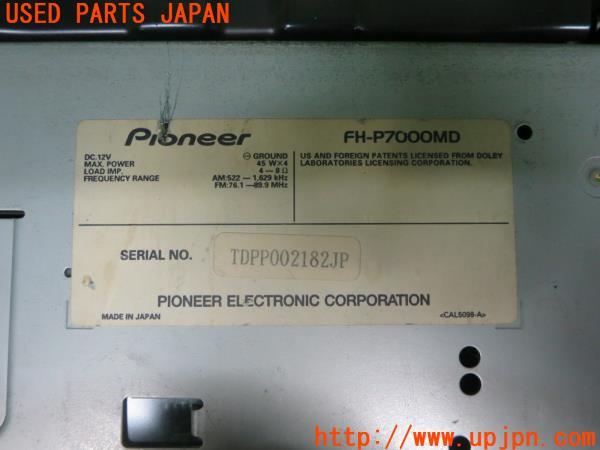 USED PARTS JAPAN
Pioneer
FH-P7000MD
DC.12V ⊖ GROUND
MAX. POWER 45 W×4
LOAD IMP. 4 — 8 Ω
FREQUENCY RANGE AM:522 — 1,629 kHz
FM:76.1 —89.9 MHz
US AND FOREIGN PATENTS LICENSED FROM DOLBY
LABORATORIES LICENSING CORPORATION.
SERIAL NO. TDPP002182JP
PIONEER ELECTRONIC CORPORATION
MADE IN JAPAN <CAL5098-A>
https://www.upjpn.com